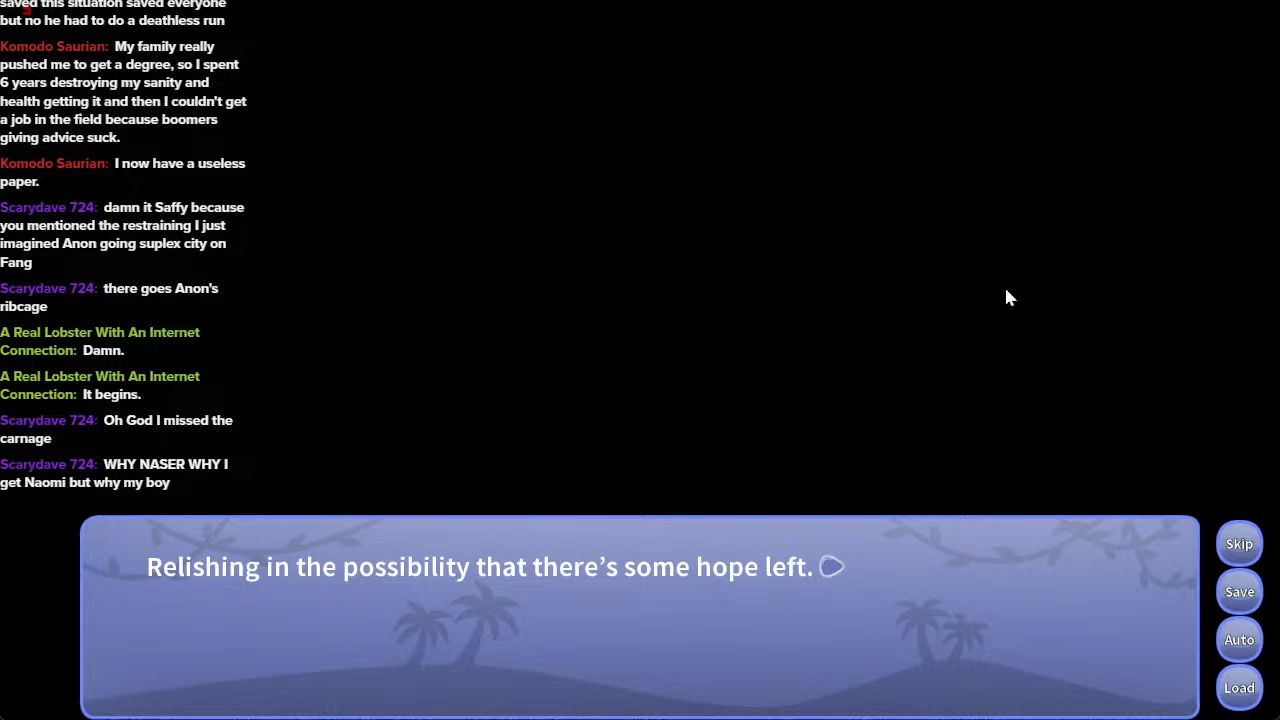 saved this situation saved everyone
but no he had to do a deathless run
Komodo Saurian: My family really
pushed me to get a degree, so I spent
6 years destroying my sanity and
health getting it and then I couldn't get
a job in the field because boomers
giving advice suck.
Komodo Saurian: I now have a useless
paper.
Scarydave 724: damn it Saffy because
you mentioned the restraining I just
imagined Anon going suplex city on
Fang
Scarydave 724: there goes Anon's
ribcage
A Real Lobster With An Internet
Connection: Damn.
A Real Lobster With An Internet
Connection: It begins.
Scarydave 724: Oh God I missed the
carnage
Scarydave 724: WHY NASER WHY I
get Naomi but why my boy
Relishing in the possibility that there’s some hope left.
Skip
Save
Auto
Load